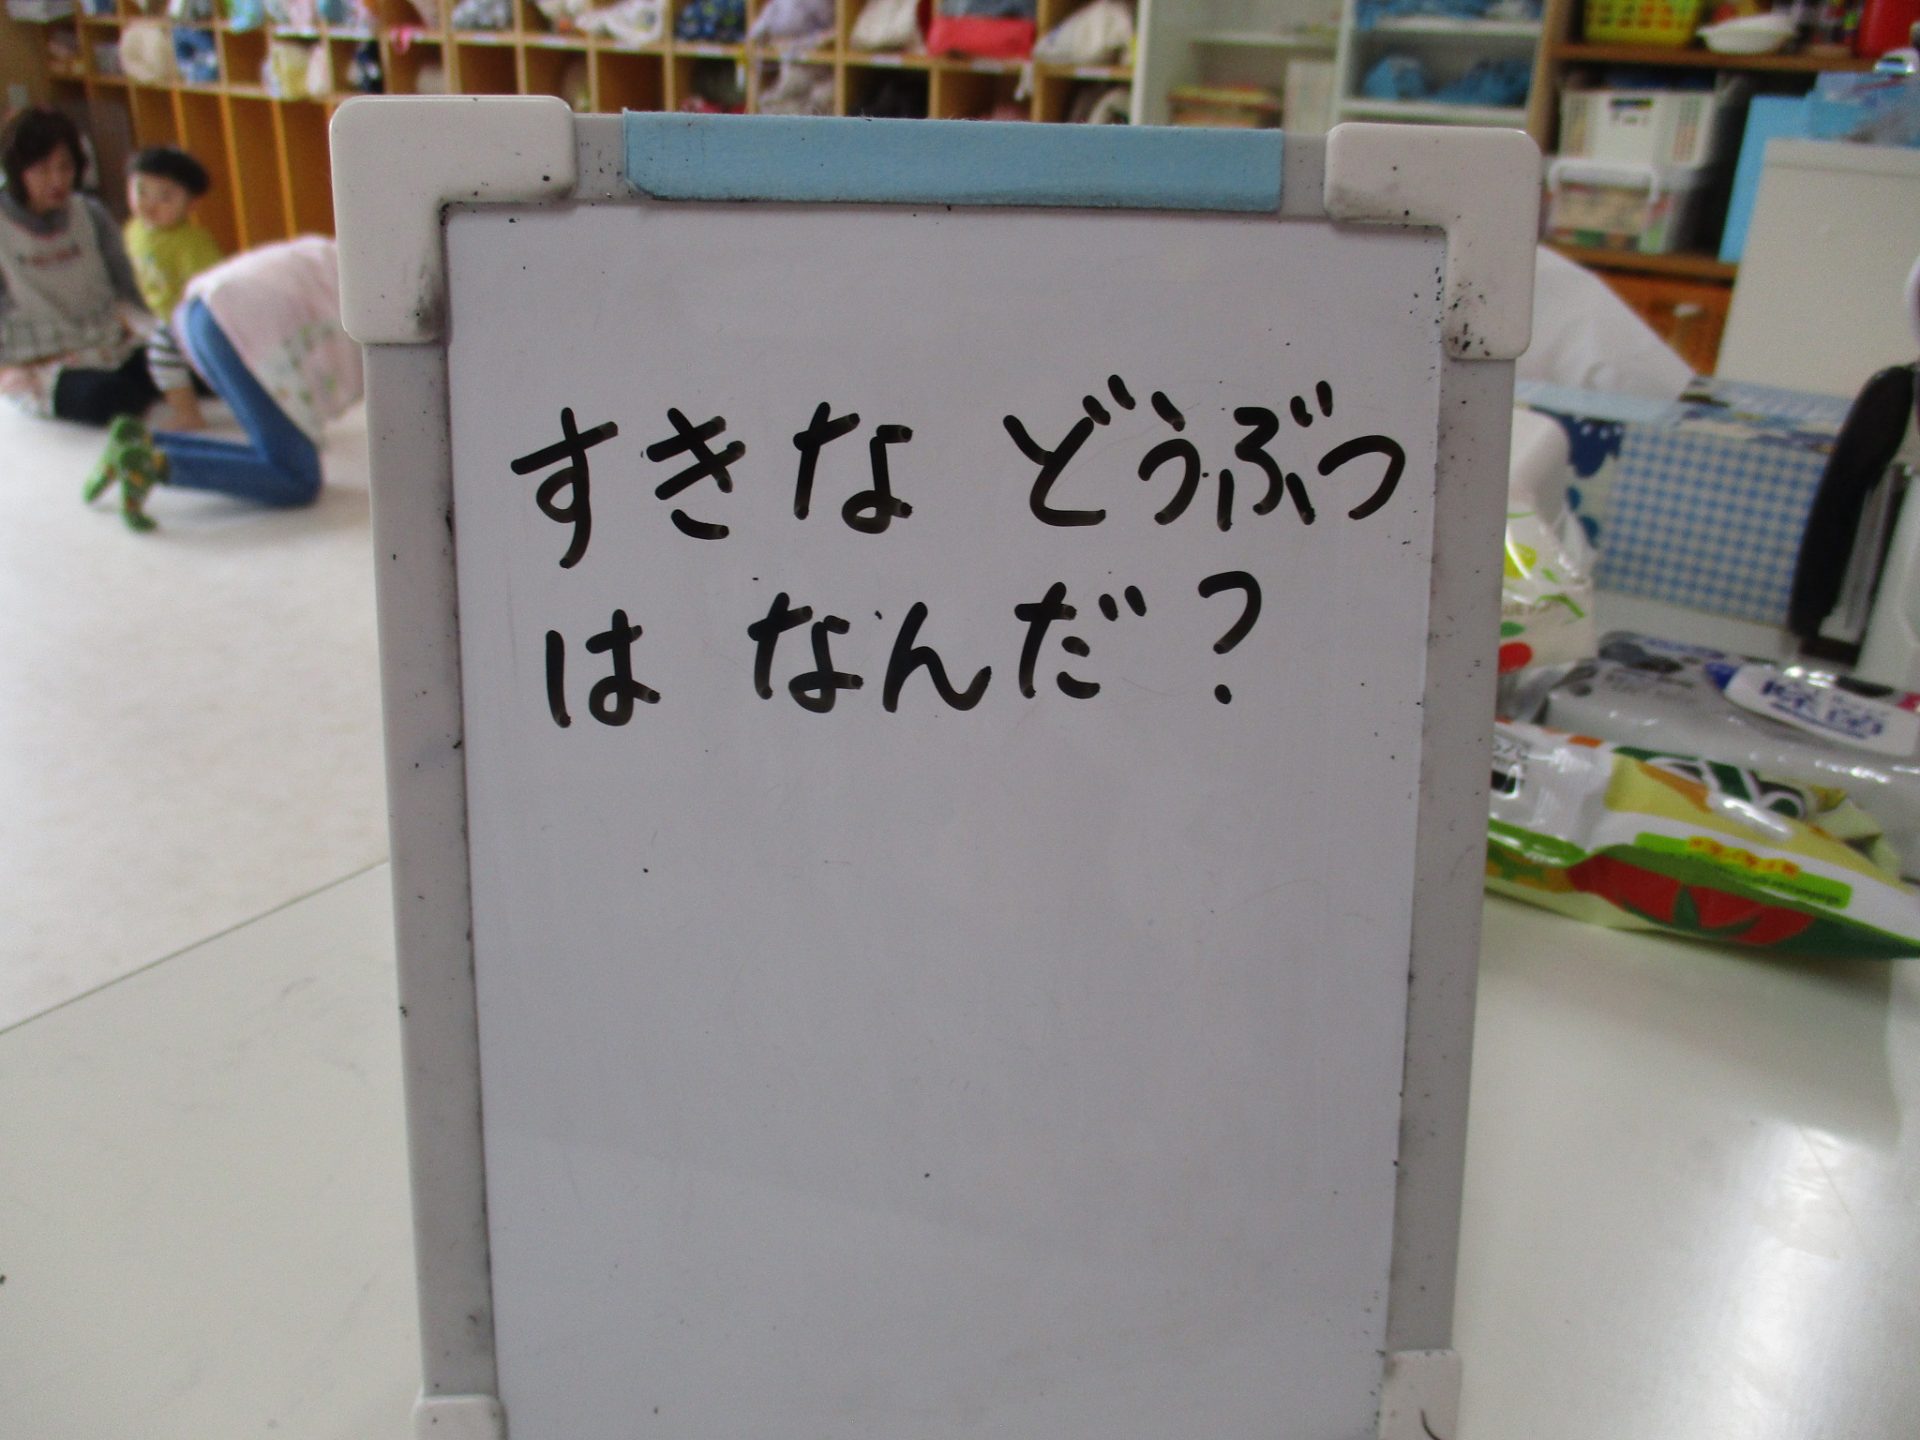 すきな どうぶつ
は なんだ?